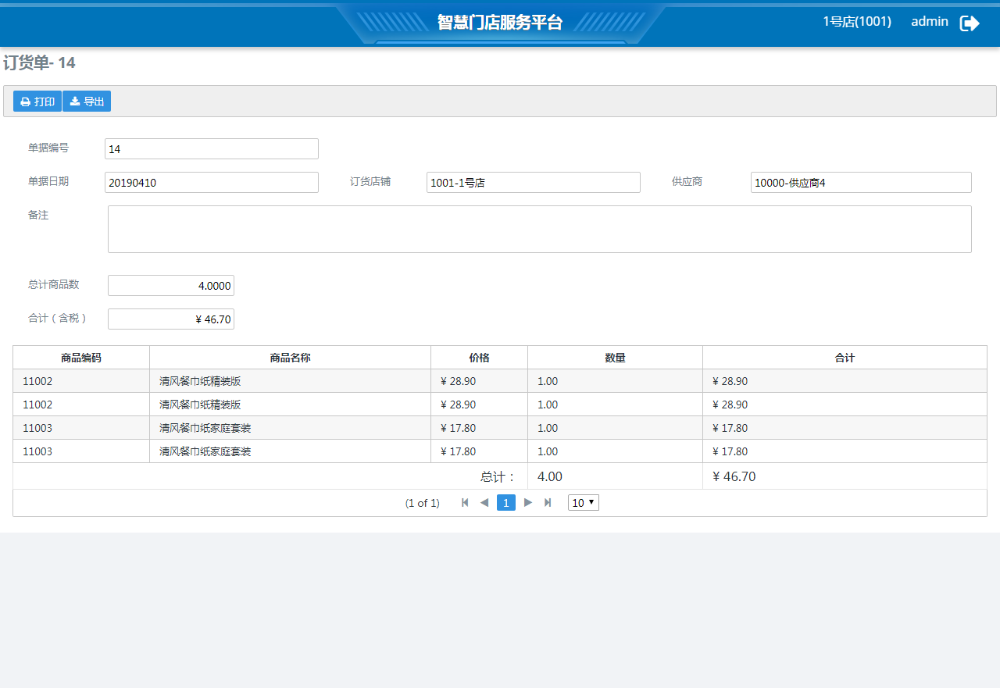 智慧门店服务平台
1号店(1001) admin
订货单- 14
打印 导出
单据编号 14
单据日期 20190410 订货店铺 1001-1号店 供应商 10000-供应商4
备注
总计商品数 4.0000
合计（含税） ¥ 46.70
商品编码 商品名称 价格 数量 合计
11002 清风餐巾纸精装版 ¥ 28.90 1.00 ¥ 28.90
11002 清风餐巾纸精装版 ¥ 28.90 1.00 ¥ 28.90
11003 清风餐巾纸家庭套装 ¥ 17.80 1.00 ¥ 17.80
11003 清风餐巾纸家庭套装 ¥ 17.80 1.00 ¥ 17.80
总计： 4.00 ¥ 46.70
(1 of 1) 1 10